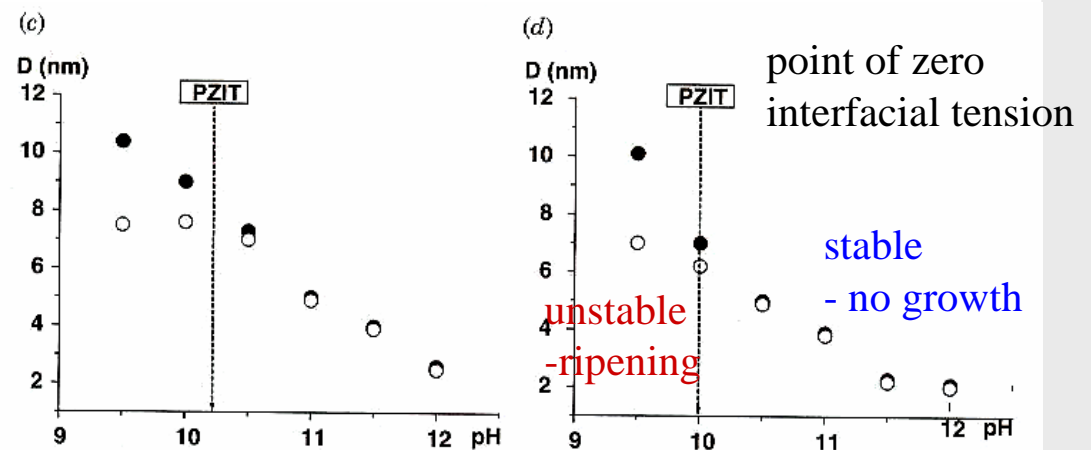 (c)
D (nm)
PZIT
12
10
8
6
4
2
9 10 11 12 pH
(d)
D (nm)
PZIT
12
10
8
6
4
2
9 10 11 12 pH
point of zero
interfacial tension
stable
- no growth
unstable
-ripening